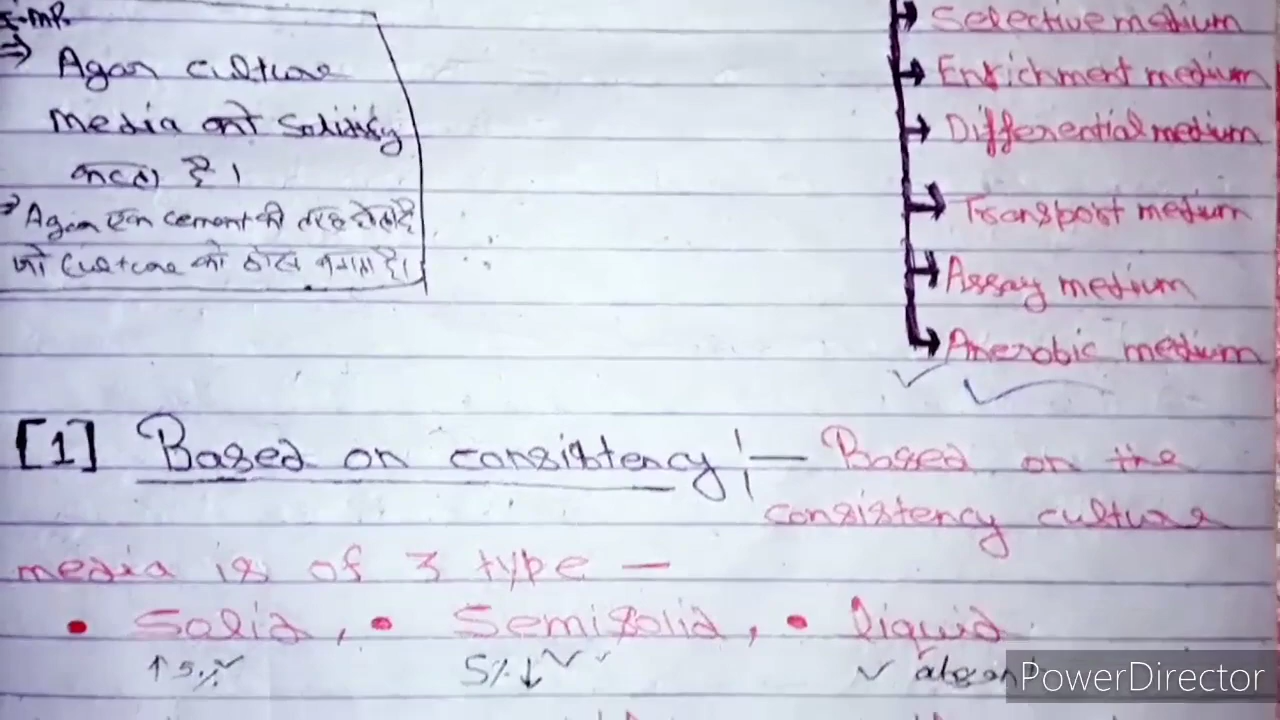 I.MP.
⇒ Agar culture
media को solidify
करता है।
⇒ Agar एक cement की तरह होता है
जो culture को ठोस बनाता है।
→ Selective medium
→ Enrichment medium
→ Differential medium
→ Transport medium
→ Assay medium
→ Anerobic medium
[1] Based on consistency :— Based on the
consistency culture
media is of 3 type —
• Solid, • Semisolid, • liquid
↑5% ✓ 5%↓ ✓ ✓ ✓ absent
PowerDirector